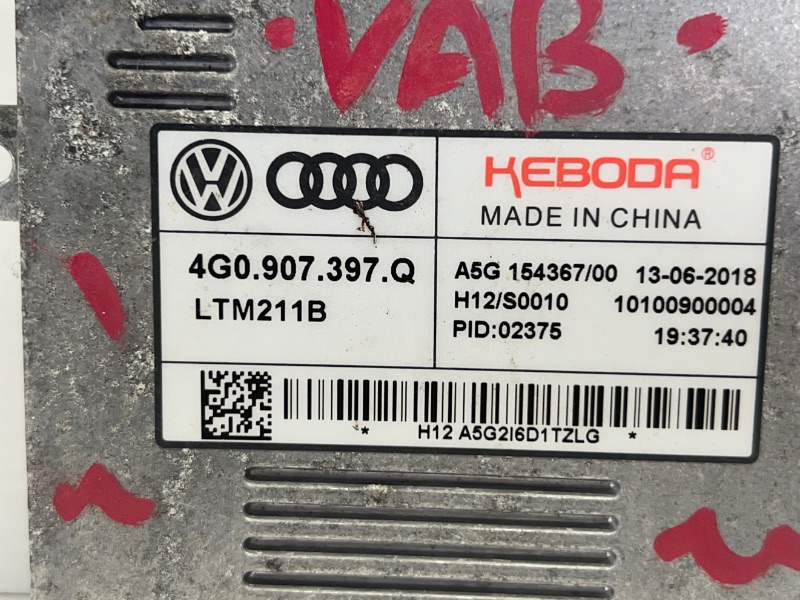 VAB
KEBODA®
MADE IN CHINA
4G0.907.397.Q
LTM211B
A5G 154367/00 13-06-2018
H12/S0010 10100900004
PID:02375 19:37:40
* H12 A5G2I6D1TZLG *